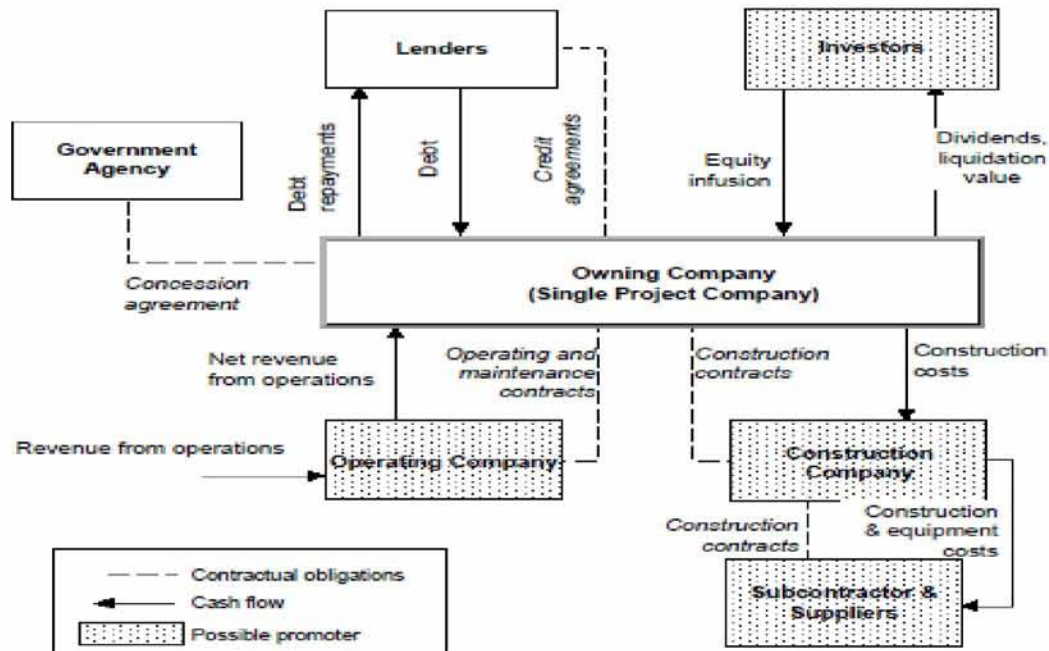 Lenders
Investors
Government
Agency
Debt
repayments
Debt
Credit
agreements
Equity
infusion
Dividends,
liquidation
value
Concession
agreement
Owning Company
(Single Project Company)
Net revenue
from operations
Operating and
maintenance
contracts
Construction
contracts
Construction
costs
Revenue from operations
Operating Company
Construction
Company
Construction
contracts
Construction
& equipment
costs
Subcontractor &
Suppliers
Contractual obligations
Cash flow
Possible promoter